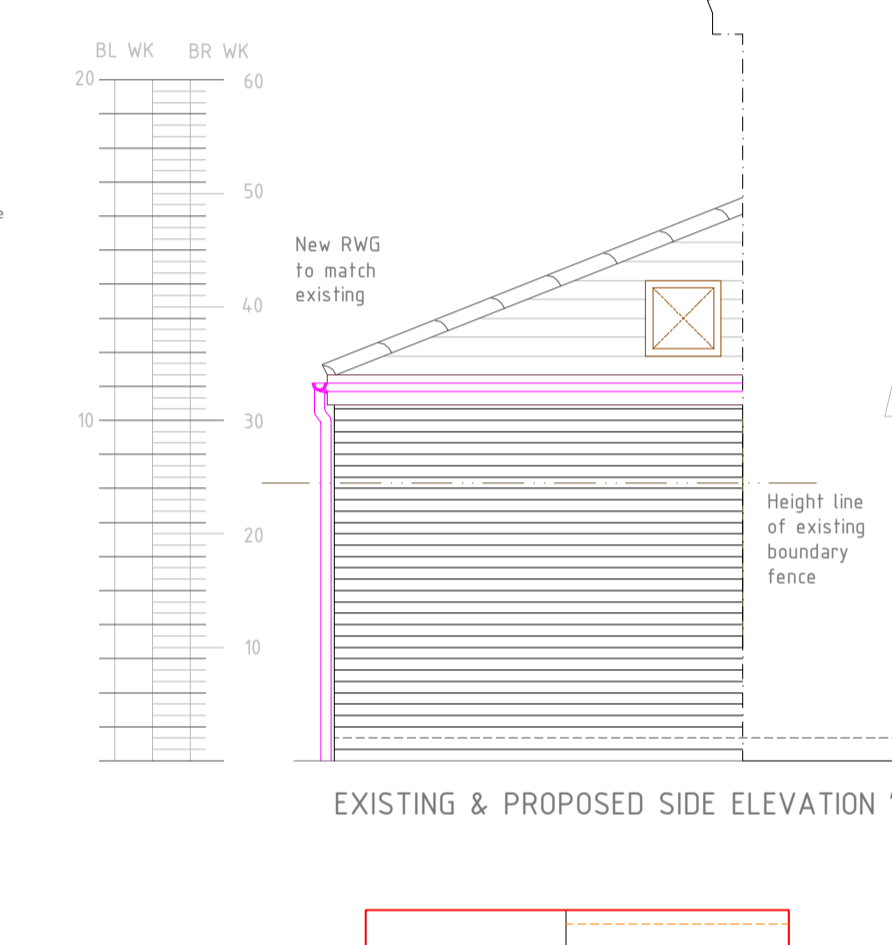 BL WK BR WK
20 60
50
New RWG
to match
existing
40
10 30
Height line
of existing
boundary
fence
20
10
EXISTING & PROPOSED SIDE ELEVATION